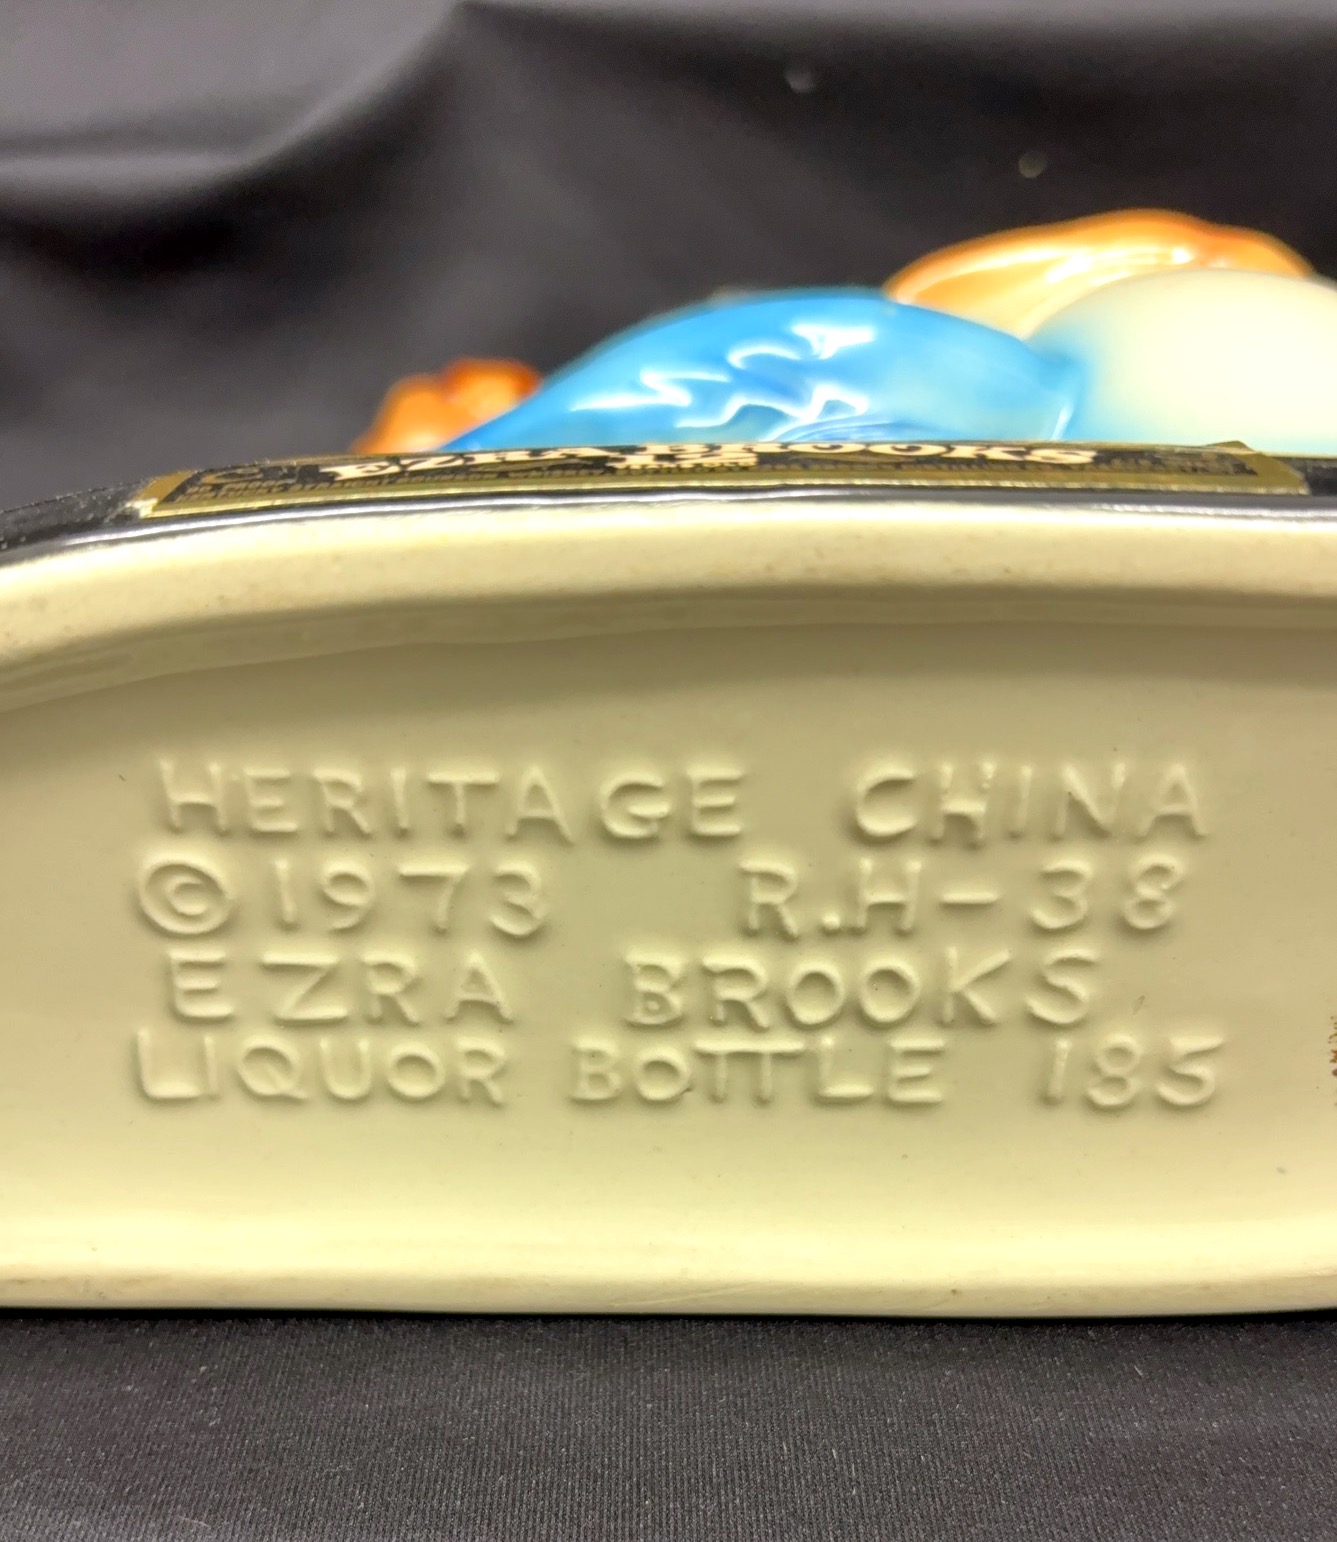 EZRA BROOKS
HERITAGE CHINA
©1973 R.H-38
EZRA BROOKS
LIQUOR BOTTLE 185